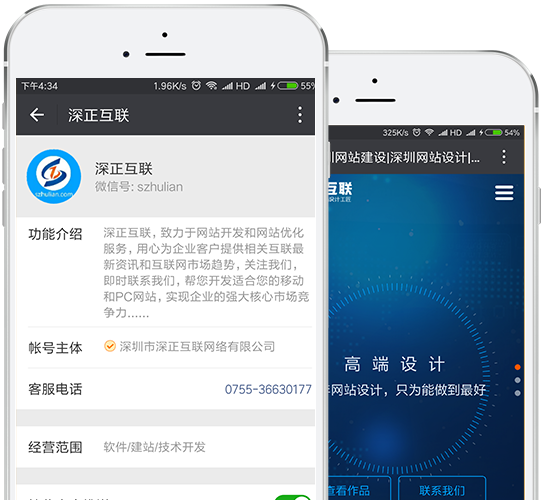 下午4:34
1.96K/s
HD
55%
深正互联
深正互联
微信号: szhulian
szhulian.com
功能介绍
深正互联，致力于网站开发和网站优化
服务，用心为企业客户提供相关互联最
新资讯和互联网市场趋势，关注我们，
即时联系我们，帮您开发适合您的移动
和PC网站，实现企业的强大核心市场竞
争力......
帐号主体
深圳市深正互联网络有限公司
客服电话
0755-36630177
经营范围
软件/建站/技术开发
325K/s
HD
54%
网站建设|深圳网站设计|...
互联
设计工匠
高端设计
网站设计，只为能做到最好
查看作品
联系我们